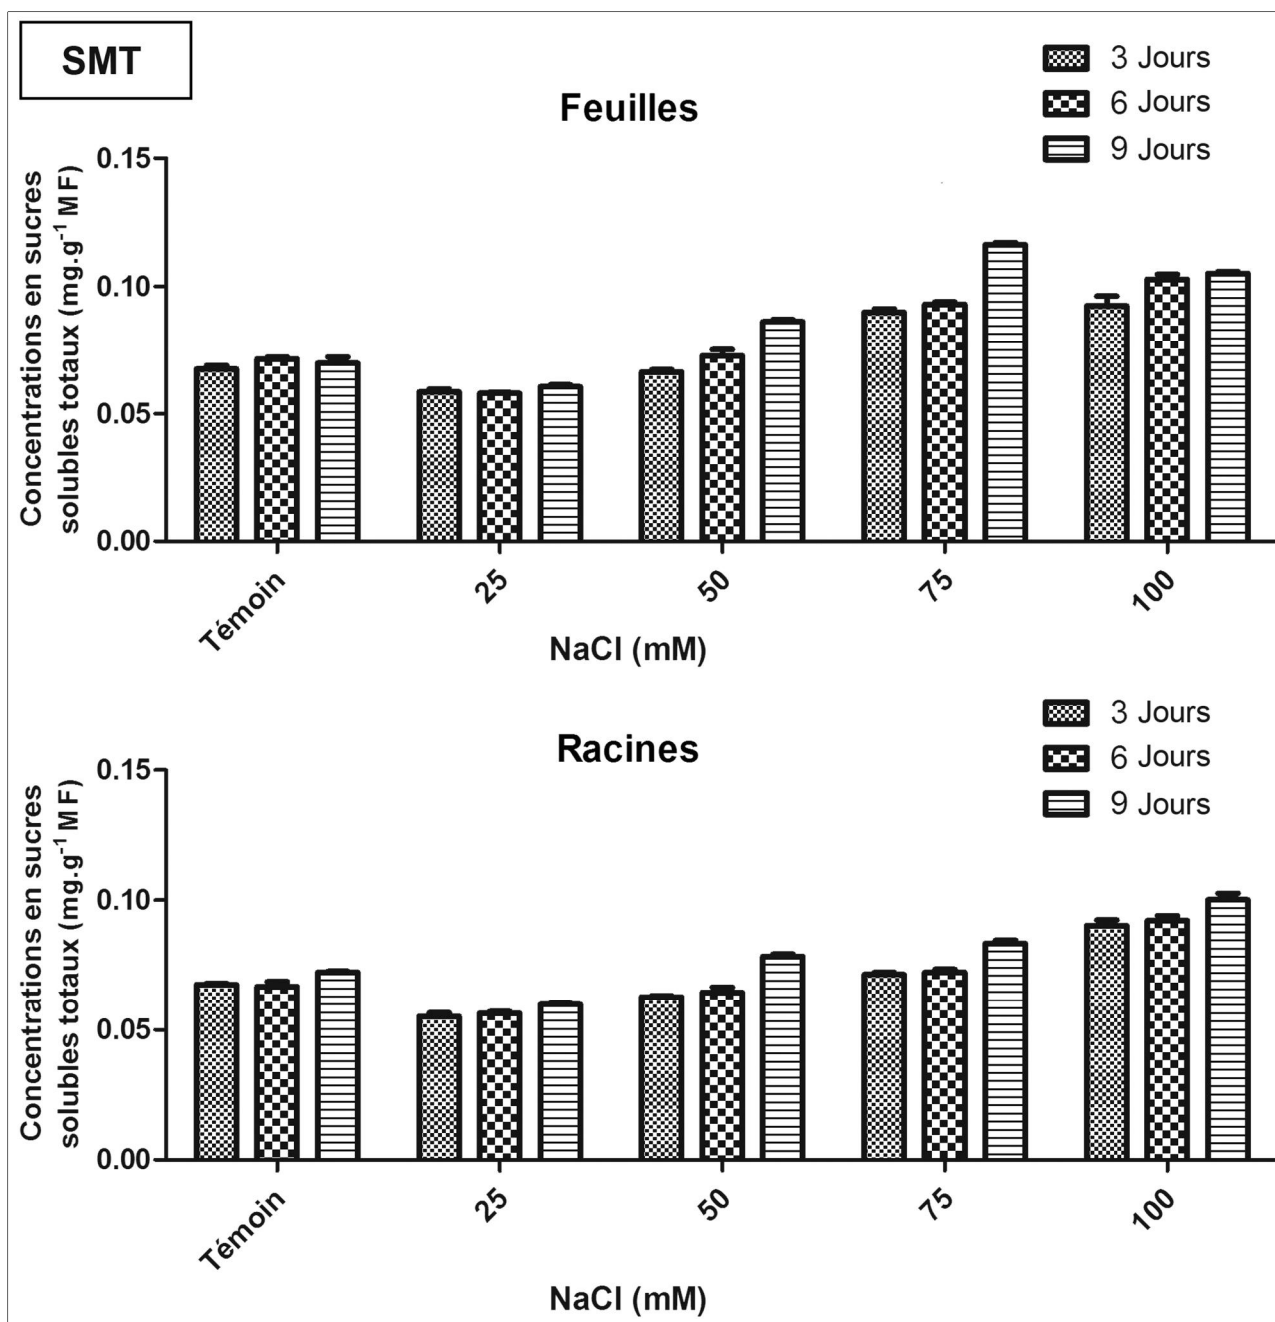 SMT
3 Jours
6 Jours
9 Jours
Feuilles
Concentrations en sucres
solubles totaux (mg.g⁻¹ MF)
0.15
0.10
0.05
0.00
Témoin
25
50
75
100
NaCl (mM)
3 Jours
6 Jours
9 Jours
Racines
Concentrations en sucres
solubles totaux (mg.g⁻¹ MF)
0.15
0.10
0.05
0.00
Témoin
25
50
75
100
NaCl (mM)